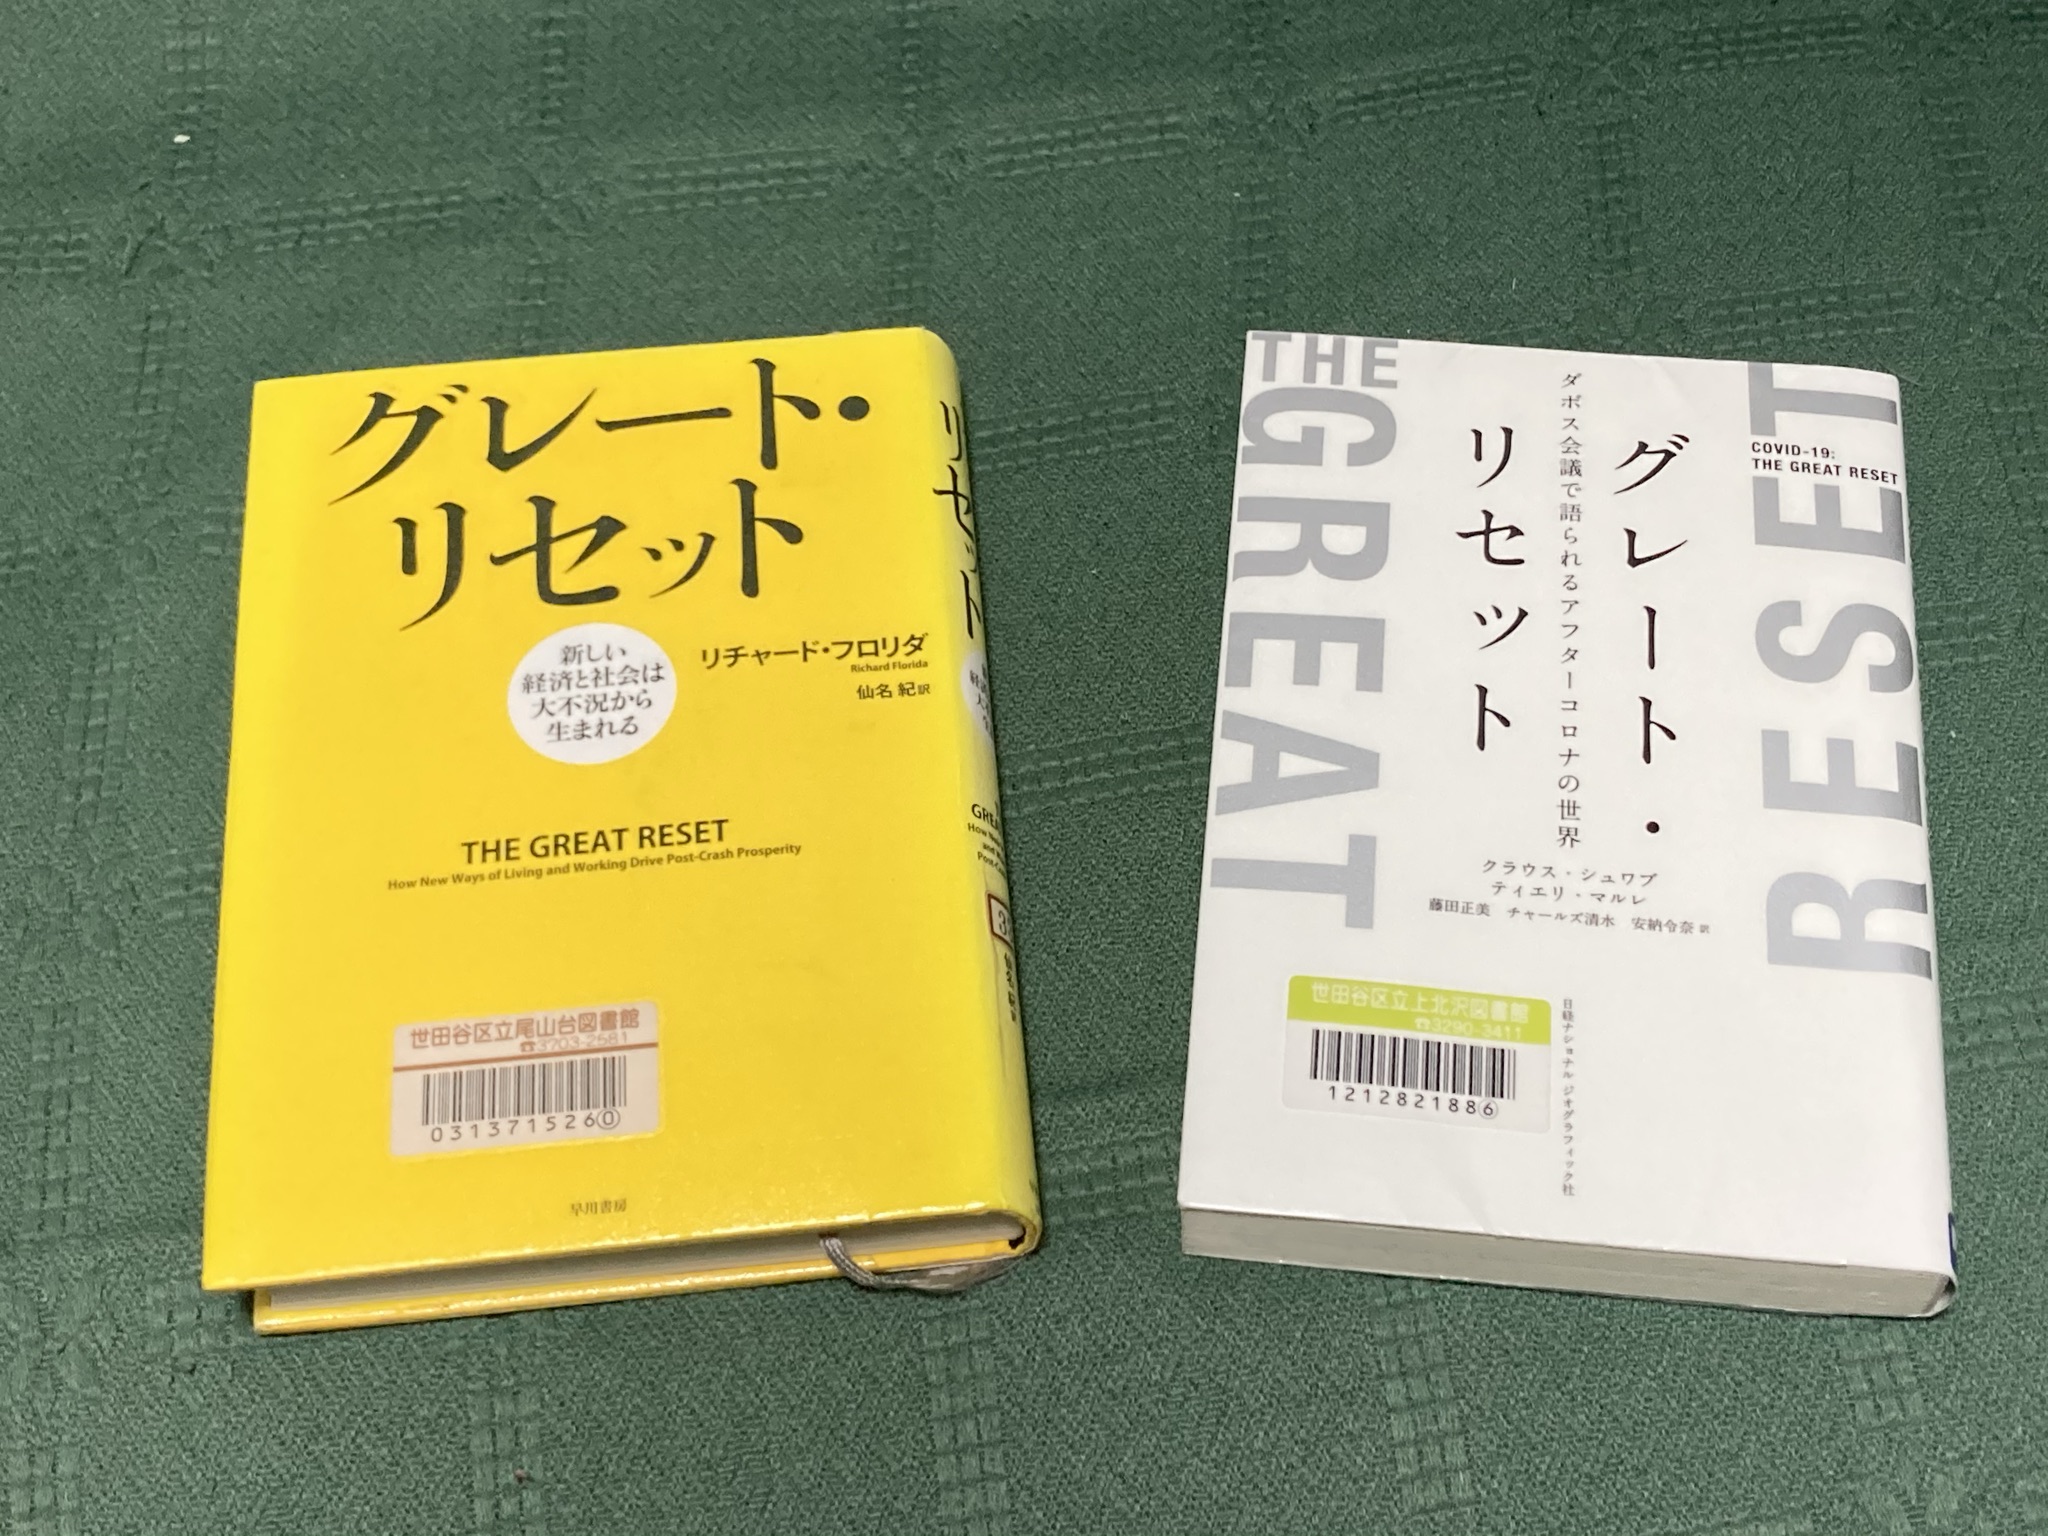 グレート・
リセット
新しい
経済と社会は
大不況から
生まれる
リチャード・フロリダ
Richard Florida
仙名 紀 訳
THE GREAT RESET
How New Ways of Living and Working Drive Post-Crash Prosperity
世田谷区立尾山台図書館
☎3703-2581
031371526⓪
早川書房
リセット
THE
GREAT
RESET
COVID-19:
THE GREAT RESET
グレート・
リセット
ダボス会議で語られるアフターコロナの世界
クラウス・シュワブ
ティエリ・マルレ
藤田正美 チャールズ清水 安納令奈 訳
世田谷区立上北沢図書館
☎3290-3411
121282188⑥
日経ナショナル ジオグラフィック社